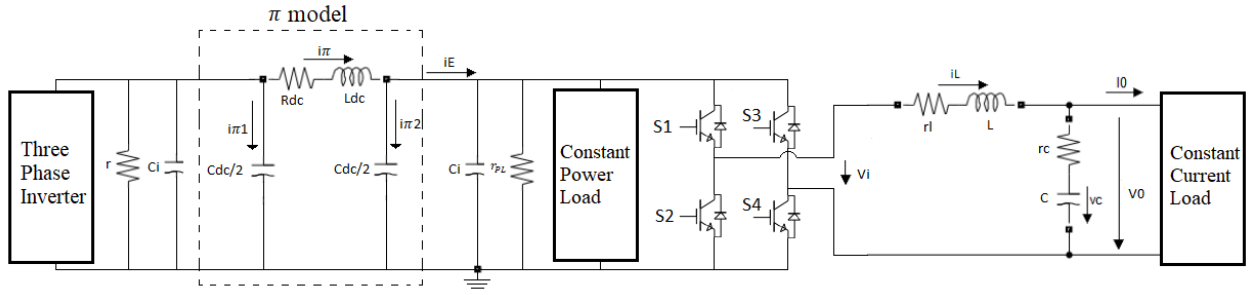 π model
iπ
iE
Rdc
Ldc
iπ1
iπ2
Three
Phase
Inverter
r
Ci
Cdc/2
Cdc/2
Ci
rPL
Constant
Power
Load
S1
S3
S2
S4
Vi
iL
rl
L
I0
rc
C
vc
V0
Constant
Current
Load